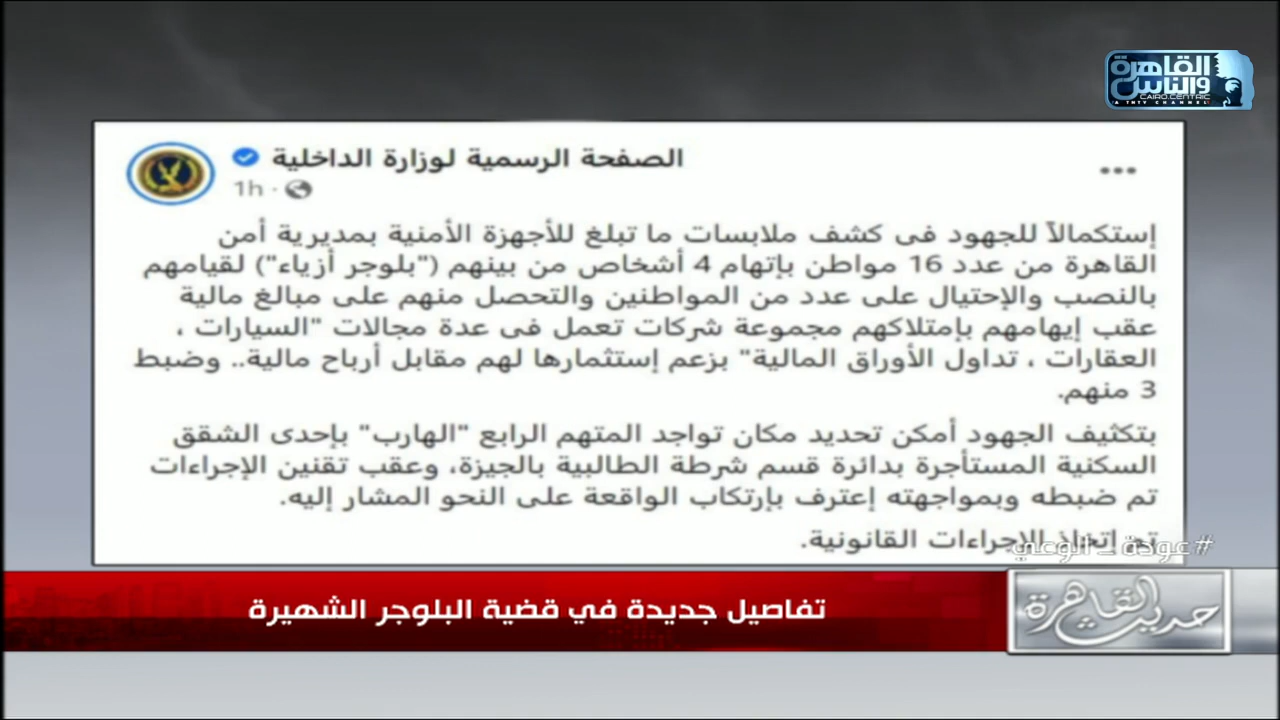 القاهرة
والناس
CAIRO.CENTRIC
A TNTV CHANNEL
الصفحة الرسمية لوزارة الداخلية
1h ·
إستكمالاً للجهود فى كشف ملابسات ما تبلغ للأجهزة الأمنية بمديرية أمن
القاهرة من عدد 16 مواطن بإتهام 4 أشخاص من بينهم ("بلوجر أزياء") لقيامهم
بالنصب والإحتيال على عدد من المواطنين والتحصل منهم على مبالغ مالية
عقب إيهامهم بإمتلاكهم مجموعة شركات تعمل فى عدة مجالات "السيارات ،
العقارات ، تداول الأوراق المالية" بزعم إستثمارها لهم مقابل أرباح مالية.. وضبط
3 منهم.
بتكثيف الجهود أمكن تحديد مكان تواجد المتهم الرابع "الهارب" بإحدى الشقق
السكنية المستأجرة بدائرة قسم شرطة الطالبية بالجيزة، وعقب تقنين الإجراءات
تم ضبطه وبمواجهته إعترف بإرتكاب الواقعة على النحو المشار إليه.
تم إتخاذ الإجراءات القانونية.
#عودة_الوعي
تفاصيل جديدة في قضية البلوجر الشهيرة
حديث القاهرة